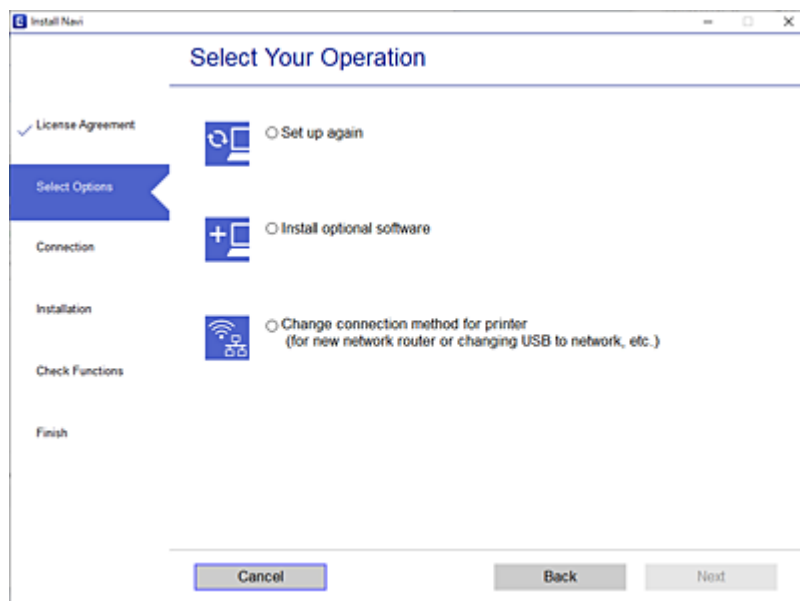 Install Navi
Select Your Operation
License Agreement
Select Options
Connection
Installation
Check Functions
Finish
Set up again
Install optional software
Change connection method for printer
(for new network router or changing USB to network, etc.)
Cancel
Back
Next